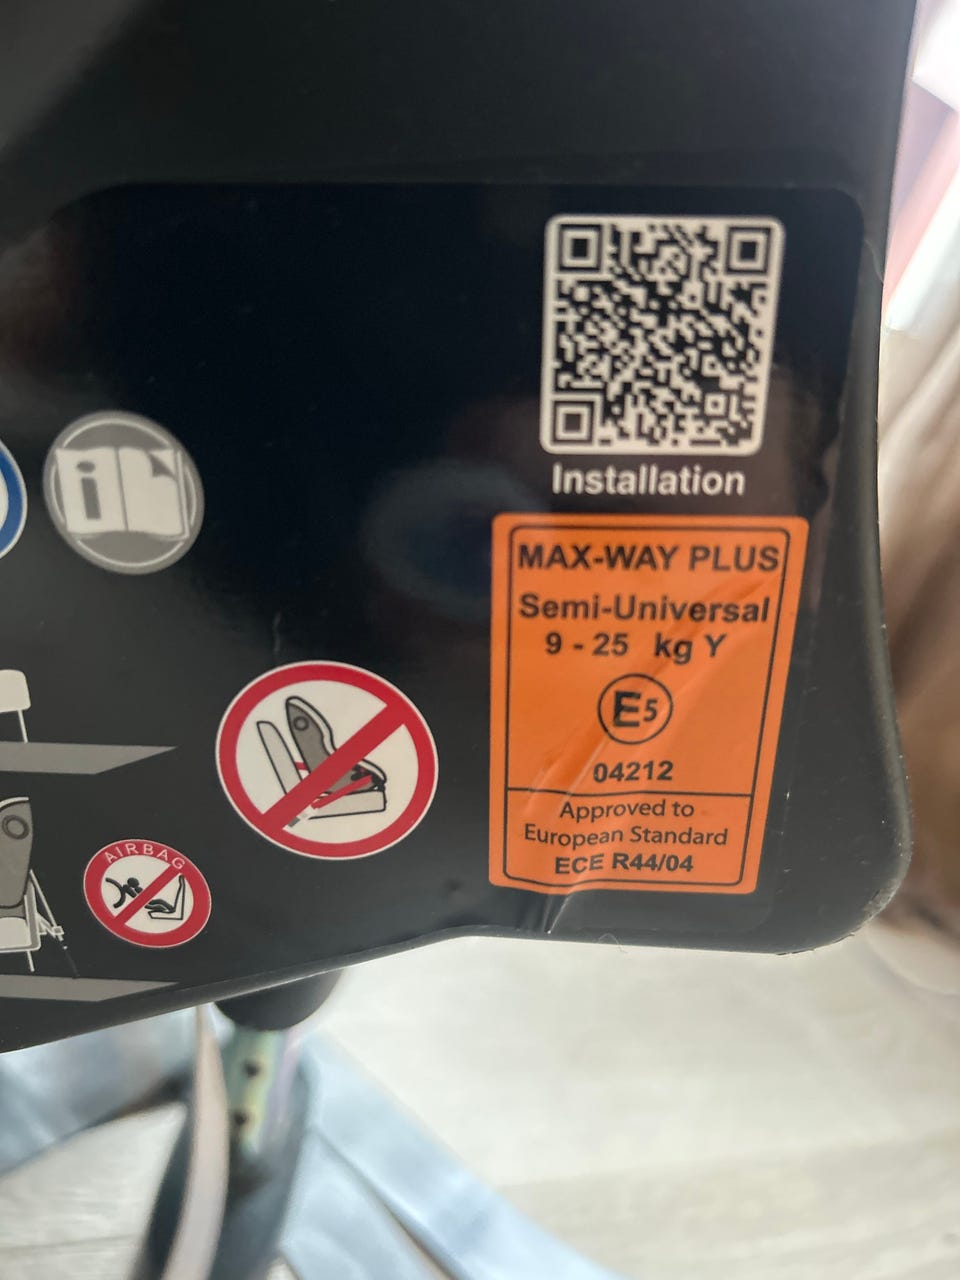 Installation
MAX-WAY PLUS
Semi-Universal
9 - 25 kg Y
E5
04212
Approved to
European Standard
ECE R44/04
i
AIRBAG